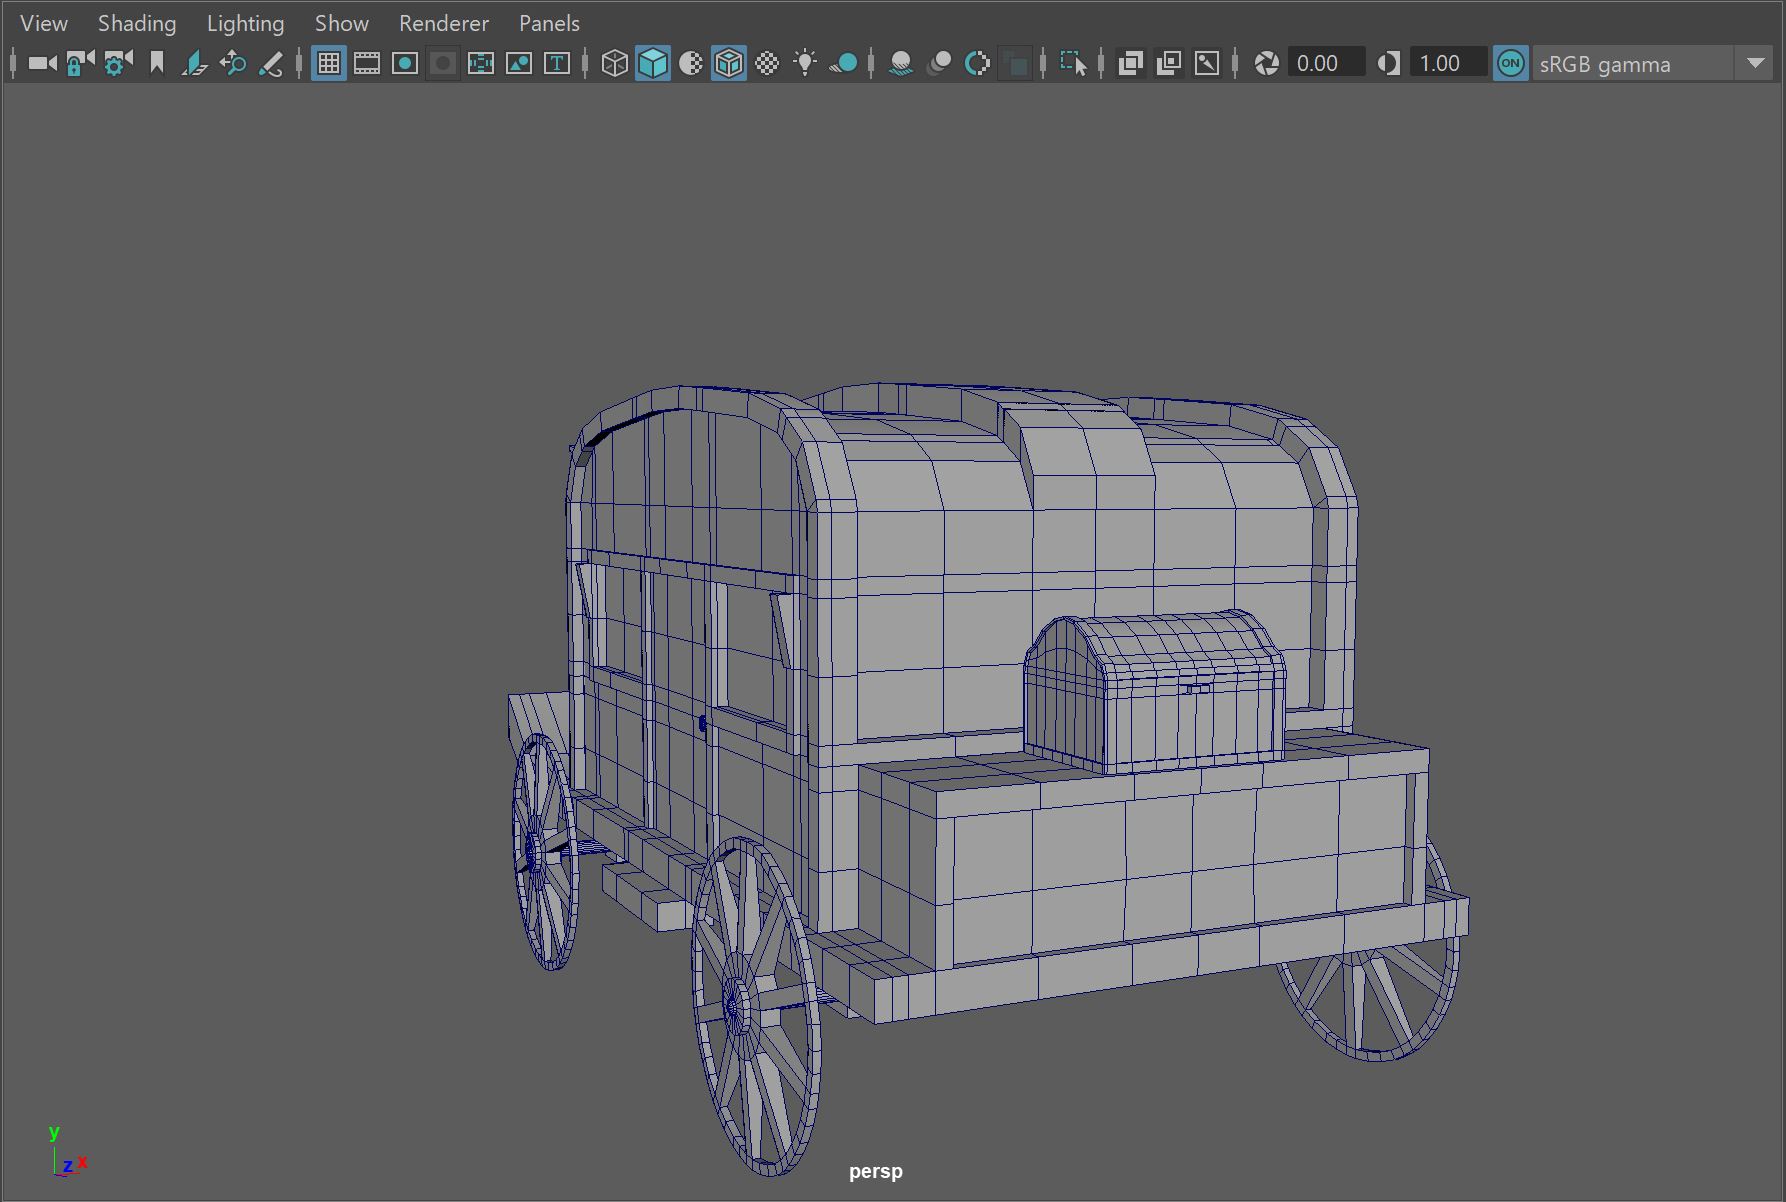 View Shading Lighting Show Renderer Panels
T 0.00 1.00 ON sRGB gamma
y
z x
persp